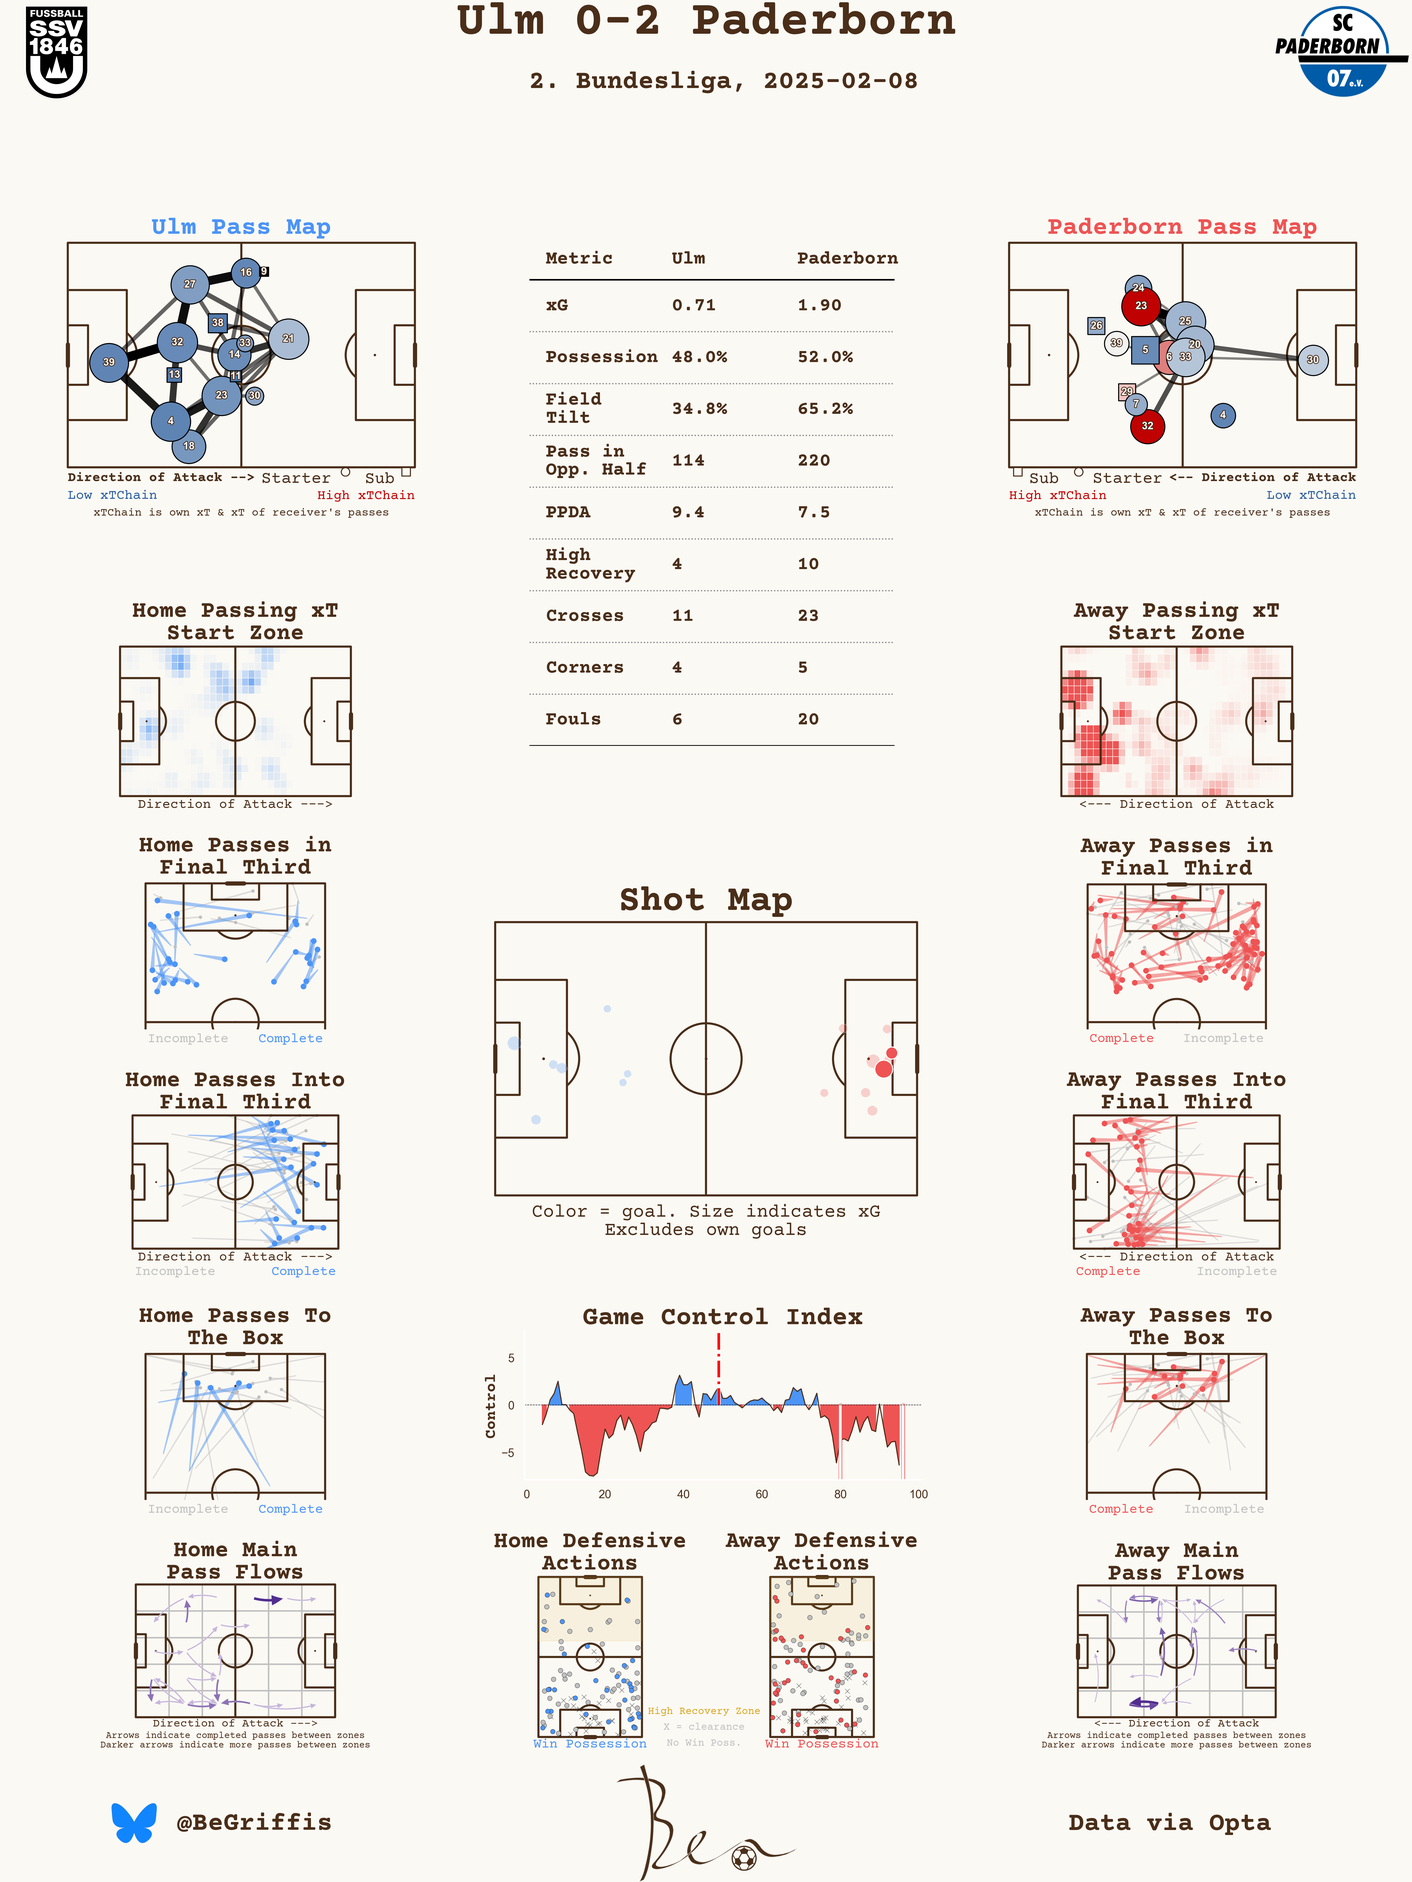 FUSSBALL
SSV
1846
Ulm 0-2 Paderborn
2. Bundesliga, 2025-02-08
SC
PADERBORN
07 e.V.
Ulm Pass Map
27
16
9
38
32
33
21
14
39
13
11
23
30
4
18
Direction of Attack --> Starter Sub
Low xTChain High xTChain
xTChain is own xT & xT of receiver's passes
Metric Ulm Paderborn
xG 0.71 1.90
Possession 48.0% 52.0%
Field
Tilt 34.8% 65.2%
Pass in
Opp. Half 114 220
PPDA 9.4 7.5
High
Recovery 4 10
Crosses 11 23
Corners 4 5
Fouls 6 20
Paderborn Pass Map
24
23
25
26
39
5
20
6
33
30
29
7
4
32
Sub Starter <-- Direction of Attack
High xTChain Low xTChain
xTChain is own xT & xT of receiver's passes
Home Passing xT
Start Zone
Direction of Attack --->
Away Passing xT
Start Zone
<--- Direction of Attack
Home Passes in
Final Third
Incomplete Complete
Away Passes in
Final Third
Complete Incomplete
Shot Map
Color = goal. Size indicates xG
Excludes own goals
Home Passes Into
Final Third
Direction of Attack --->
Incomplete Complete
Away Passes Into
Final Third
<--- Direction of Attack
Complete Incomplete
Home Passes To
The Box
Incomplete Complete
Game Control Index
Control
5
0
−5
0 20 40 60 80 100
Away Passes To
The Box
Complete Incomplete
Home Main
Pass Flows
Direction of Attack --->
Arrows indicate completed passes between zones
Darker arrows indicate more passes between zones
Home Defensive
Actions
Win Possession
Away Defensive
Actions
Win Possession
High Recovery Zone
X = clearance
No Win Poss.
Away Main
Pass Flows
<--- Direction of Attack
Arrows indicate completed passes between zones
Darker arrows indicate more passes between zones
@BeGriffis
Ben
Data via Opta